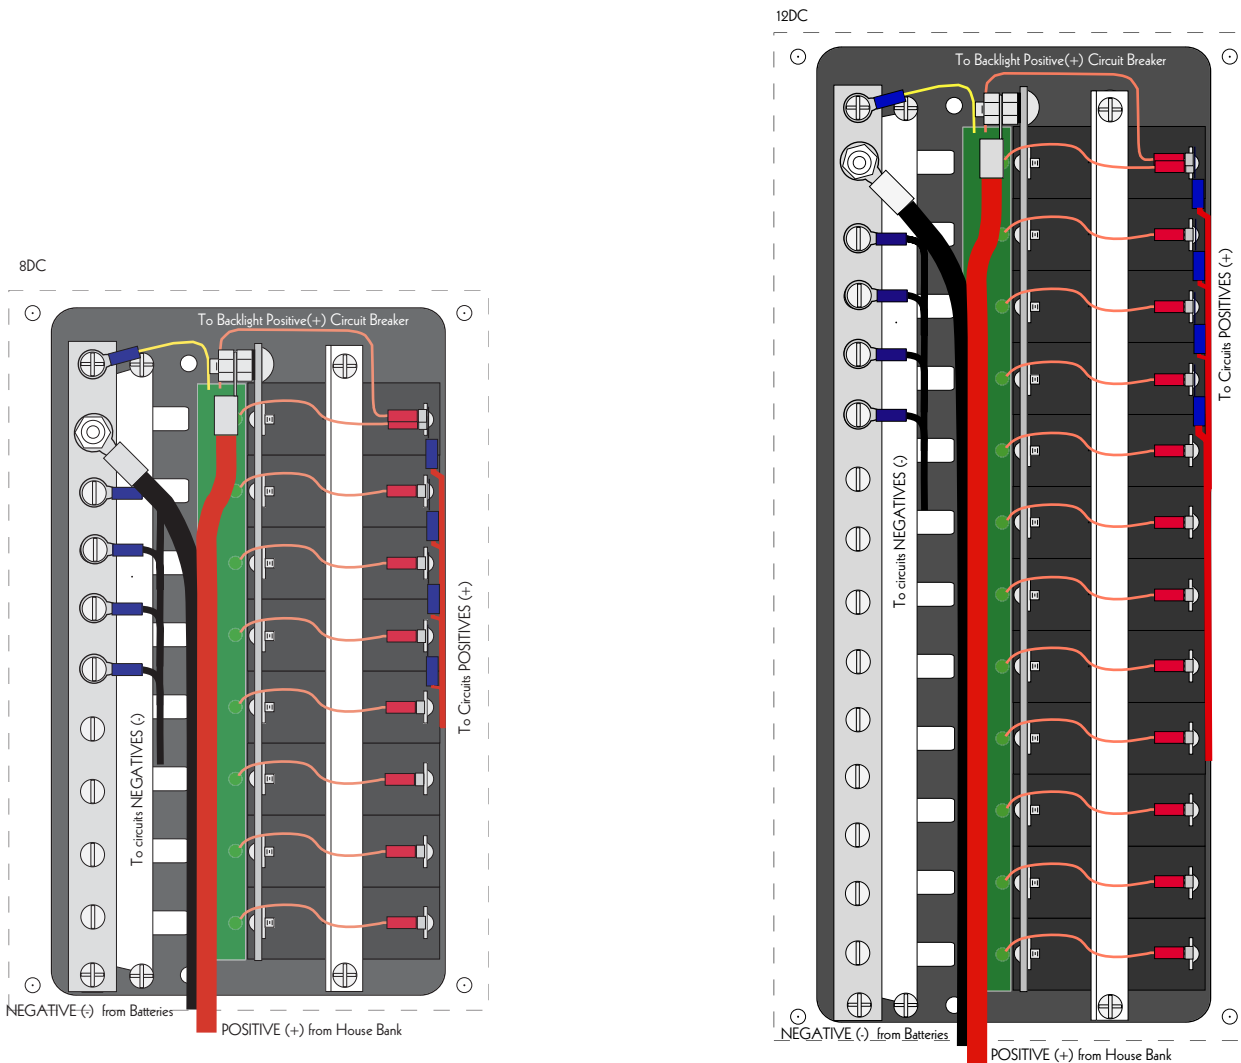 12DC
To Backlight Positive(+) Circuit Breaker
To Circuits POSITIVES (+)
To circuits NEGATIVES (-)
NEGATIVE (-) from Batteries
POSITIVE (+) from House Bank
8DC
To Backlight Positive(+) Circuit Breaker
To Circuits POSITIVES (+)
To circuits NEGATIVES (-)
NEGATIVE (-) from Batteries
POSITIVE (+) from House Bank